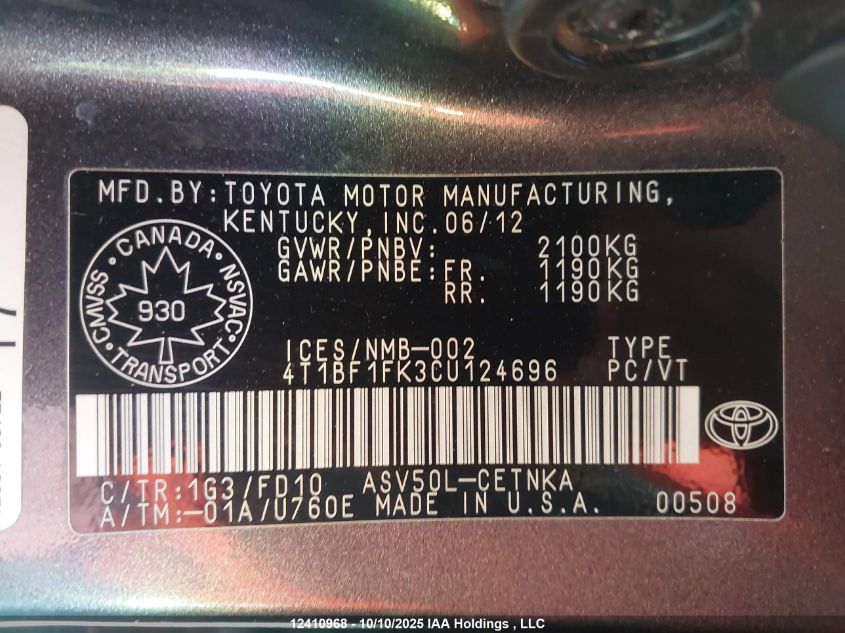 MFD.BY:TOYOTA MOTOR MANUFACTURING,
KENTUCKY,INC.06/12
GVWR/PNBV: 2100KG
GAWR/PNBE:FR. 1190KG
RR. 1190KG
CANADA
CMVSS
NSVAC
930
TRANSPORT
ICES/NMB-002 TYPE
4T1BF1FK3CU124696 PC/VT
C/TR:1G3/FD10 ASV50L-CETNKA
A/TM:-01A/U760E MADE IN U.S.A. 00508
12410968 - 10/10/2025 IAA Holdings , LLC